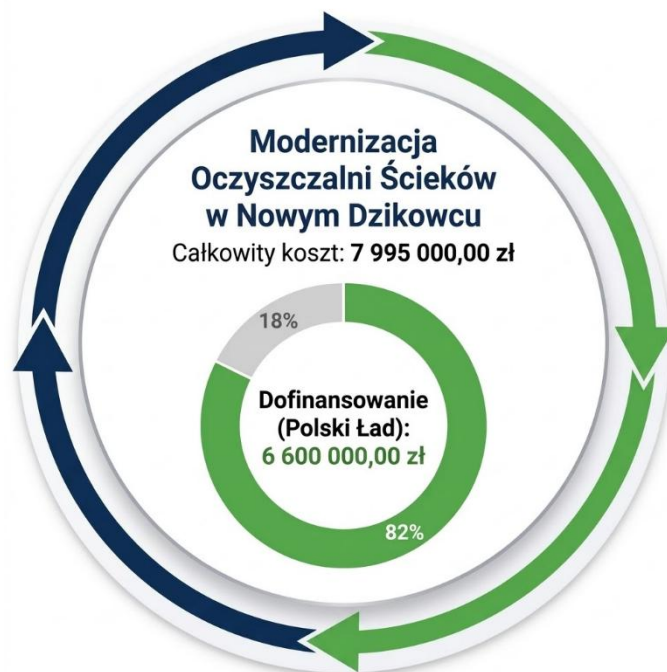 Modernizacja
Oczyszczalni Ścieków
w Nowym Dzikowcu
Całkowity koszt: 7 995 000,00 zł
18%
Dofinansowanie
(Polski Ład):
6 600 000,00 zł
82%